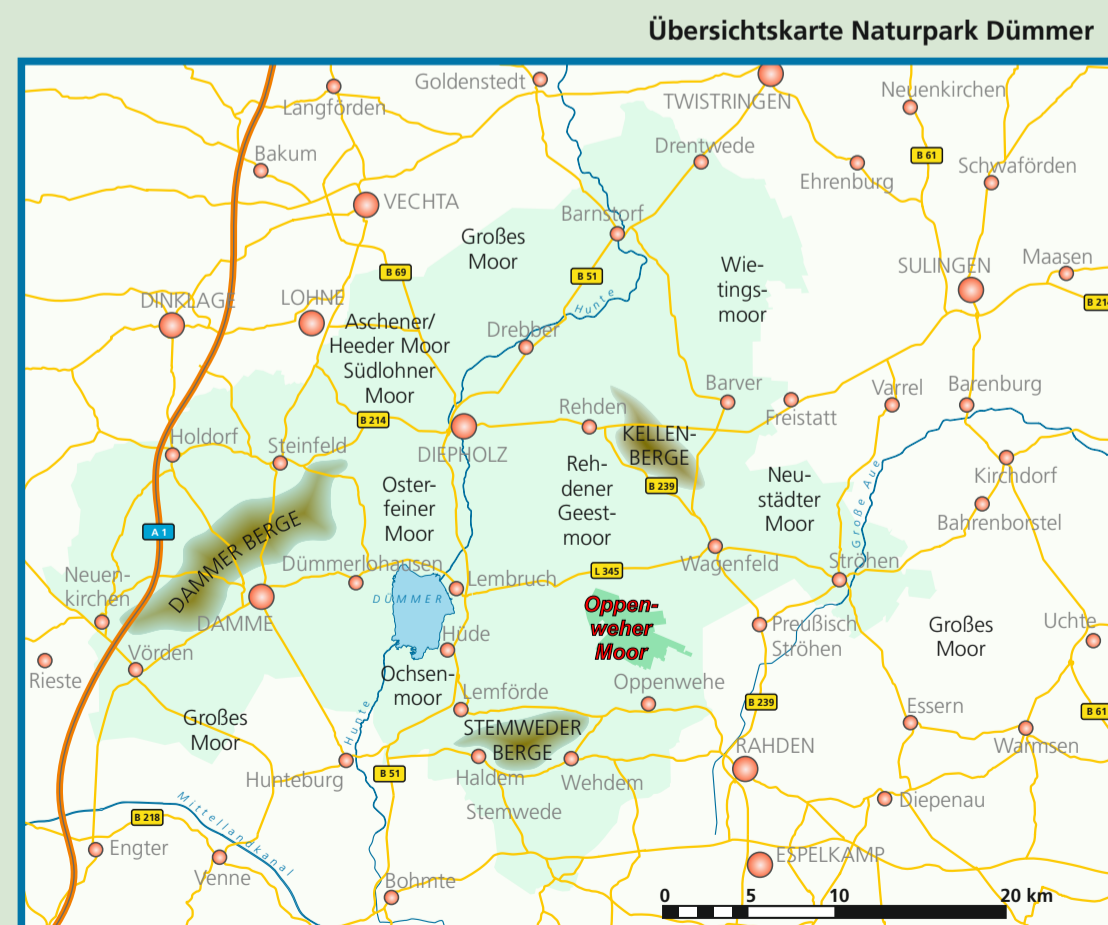 Übersichtskarte Naturpark Dümmer
Goldenstedt
TWISTRINGEN
Neuenkirchen
Langförden
Drentwede
B 61
Bakum
Ehrenburg
Schwaförden
VECHTA
Barnstorf
Großes
Moor
Wie-
tings-
moor
SULINGEN
Maasen
B 69
B 51
B 21
DINKLAGE
LOHNE
Hunte
Aschener/
Heeder Moor
Südlohner
Moor
Drebber
Barver
Varrel
Barenburg
B 214
Rehden
Freistatt
Holdorf
Steinfeld
DIEPHOLZ
KELLEN-
BERGE
Kirchdorf
Oster-
feiner
Moor
Reh-
dener
Geest-
moor
B 239
Neu-
städter
Moor
Große Aue
Bahrenborstel
A 1
DAMMER BERGE
Dümmerlohausen
Wagenfeld
Ströhen
Neuen-
kirchen
Lembruch
L 345
DÜMMER
Oppen-
weher
Moor
DAMME
Hüde
Preußisch
Ströhen
Großes
Moor
Uchte
Vörden
Rieste
Ochsen-
moor
Oppenwehe
Lemförde
B 239
Essern
B 61
Großes
Moor
Hunte
STEMWEDER
BERGE
RAHDEN
Warmsen
Hunteburg
B 51
Haldem
Wehdem
Mittellandkanal
Stemwede
Diepenau
B 218
Engter
Venne
ESPELKAMP
Bohmte
0 5 10 20 km